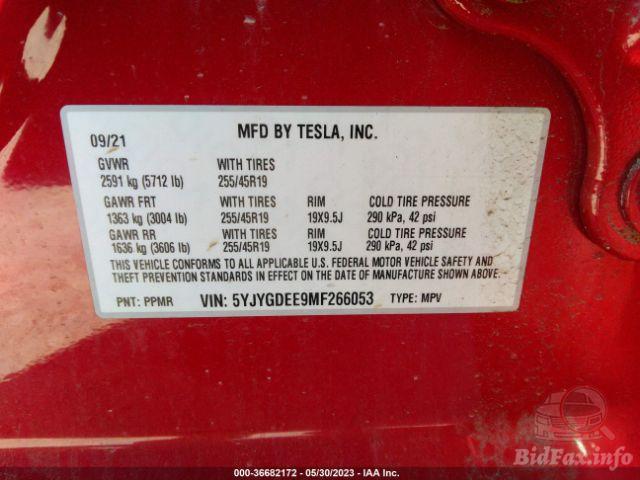 09/21 MFD BY TESLA, INC.
GVWR WITH TIRES
2591 kg (5712 lb) 255/45R19
GAWR FRT WITH TIRES RIM COLD TIRE PRESSURE
1363 kg (3004 lb) 255/45R19 19X9.5J 290 kPa, 42 psi
GAWR RR WITH TIRES RIM COLD TIRE PRESSURE
1636 kg (3606 lb) 255/45R19 19X9.5J 290 kPa, 42 psi
THIS VEHICLE CONFORMS TO ALL APPLICABLE U.S. FEDERAL MOTOR VEHICLE SAFETY AND
THEFT PREVENTION STANDARDS IN EFFECT ON THE DATE OF MANUFACTURE SHOWN ABOVE.
PNT: PPMR VIN: 5YJYGDEE9MF266053 TYPE: MPV
BidFax.info
000-36682172 - 05/30/2023 - IAA Inc.